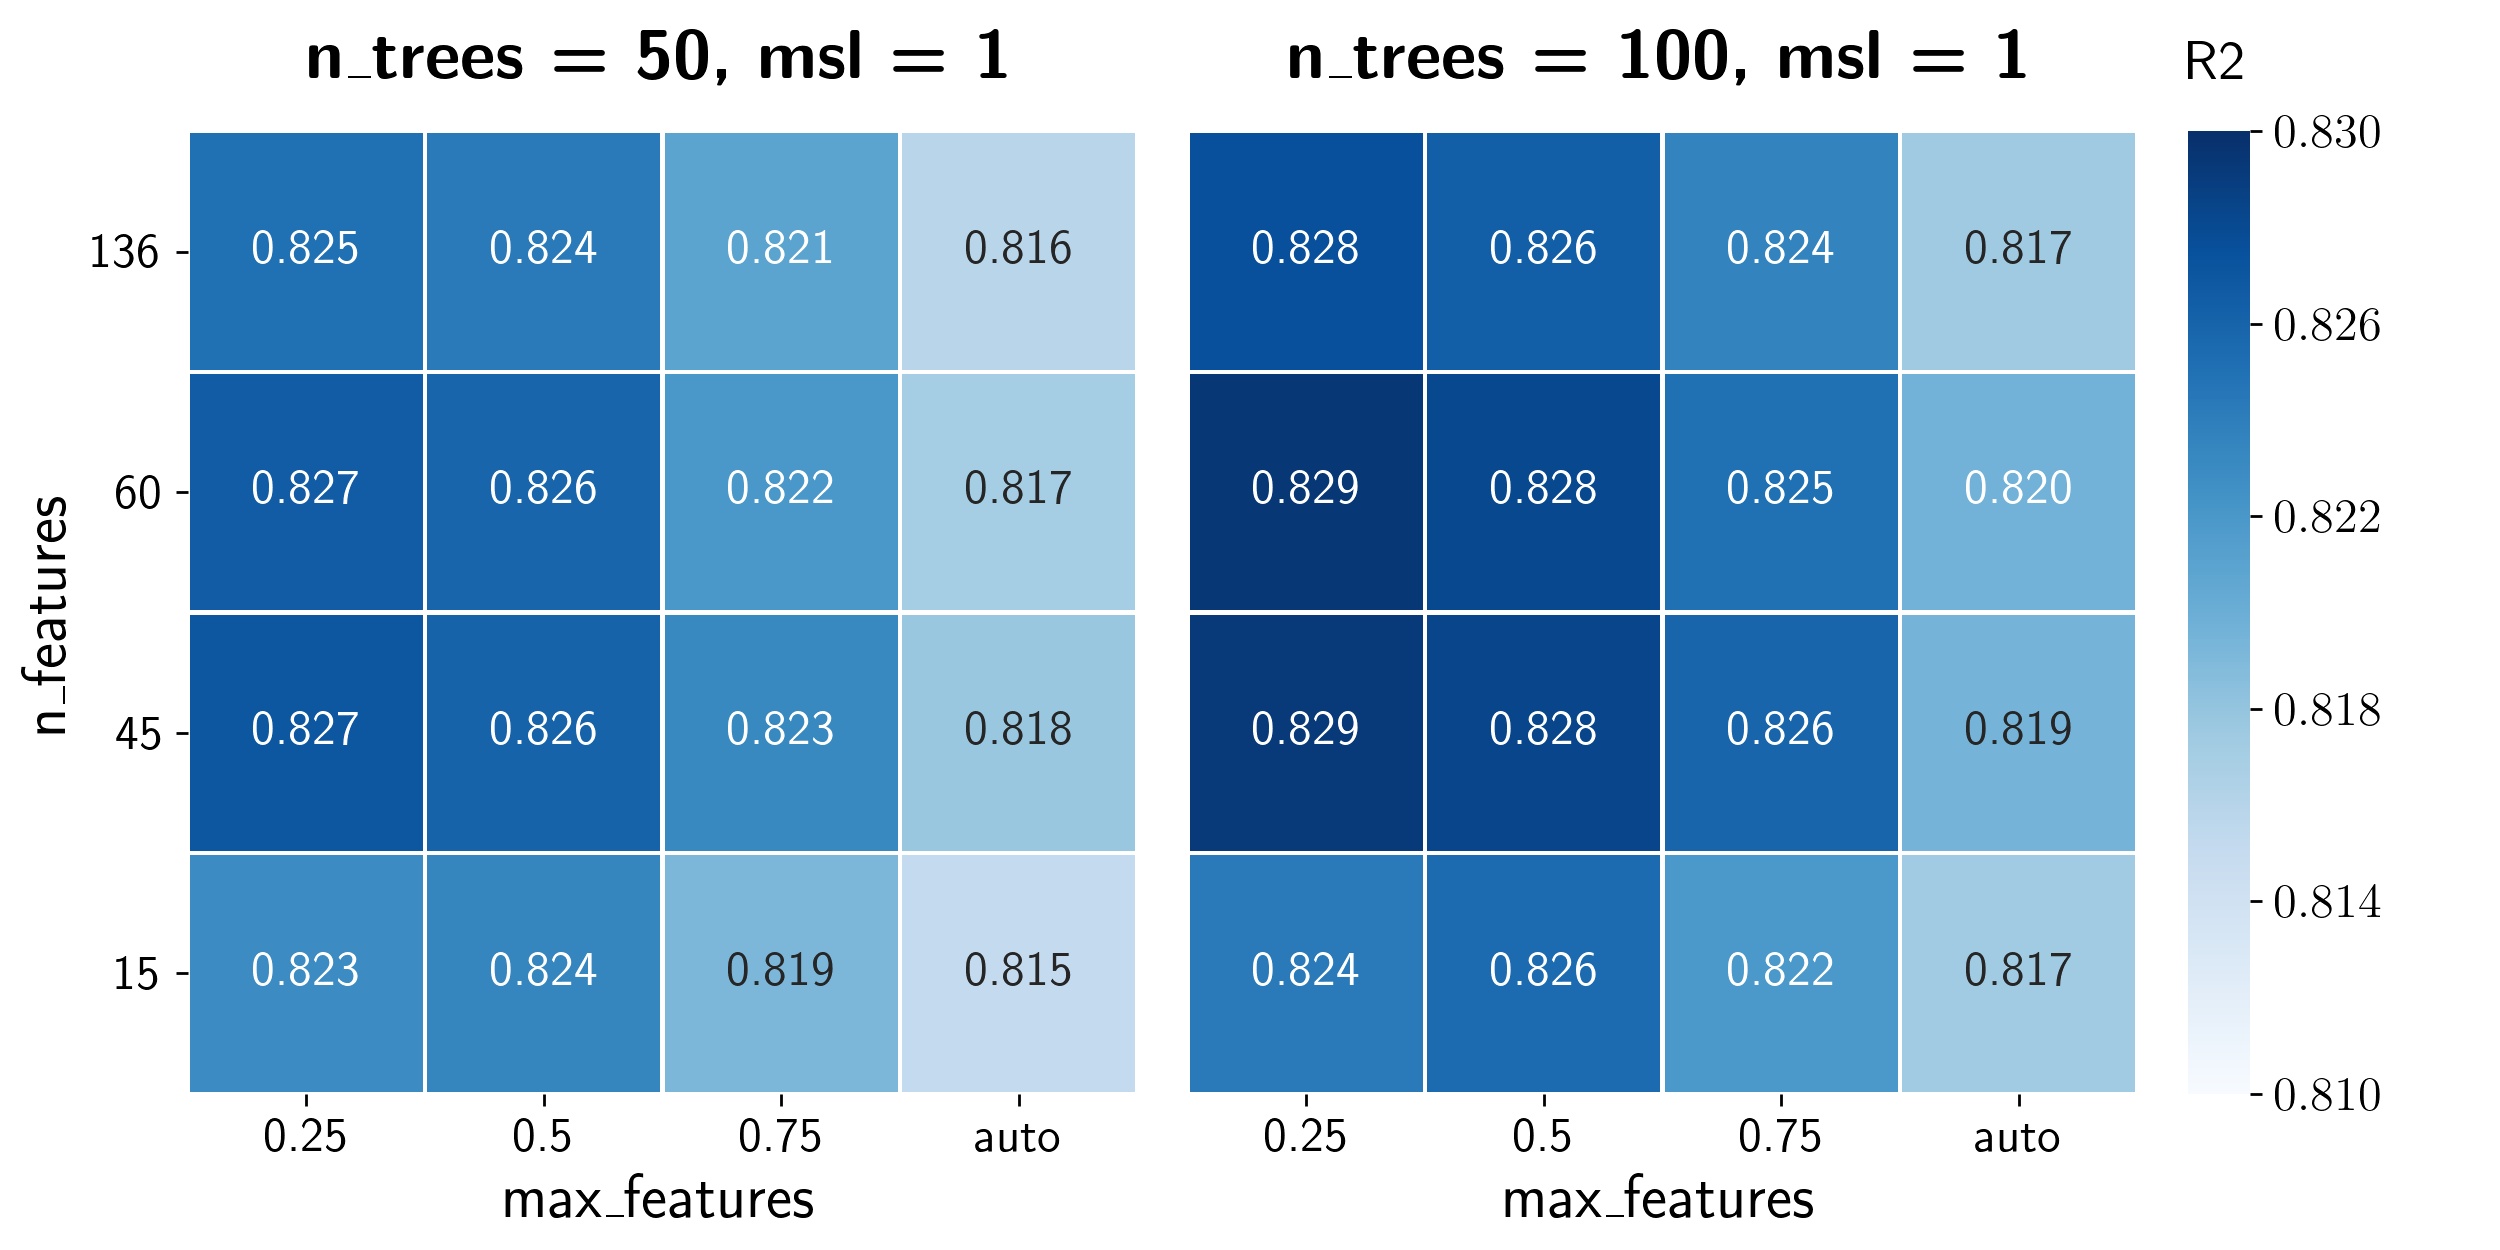 n_trees = 50, msl = 1
n_trees = 100, msl = 1
R2
n_features
136
0.825 0.824 0.821 0.816
0.828 0.826 0.824 0.817
60
0.827 0.826 0.822 0.817
0.829 0.828 0.825 0.820
45
0.827 0.826 0.823 0.818
0.829 0.828 0.826 0.819
15
0.823 0.824 0.819 0.815
0.824 0.826 0.822 0.817
0.25 0.5 0.75 auto
max_features
0.25 0.5 0.75 auto
max_features
0.830
0.826
0.822
0.818
0.814
0.810